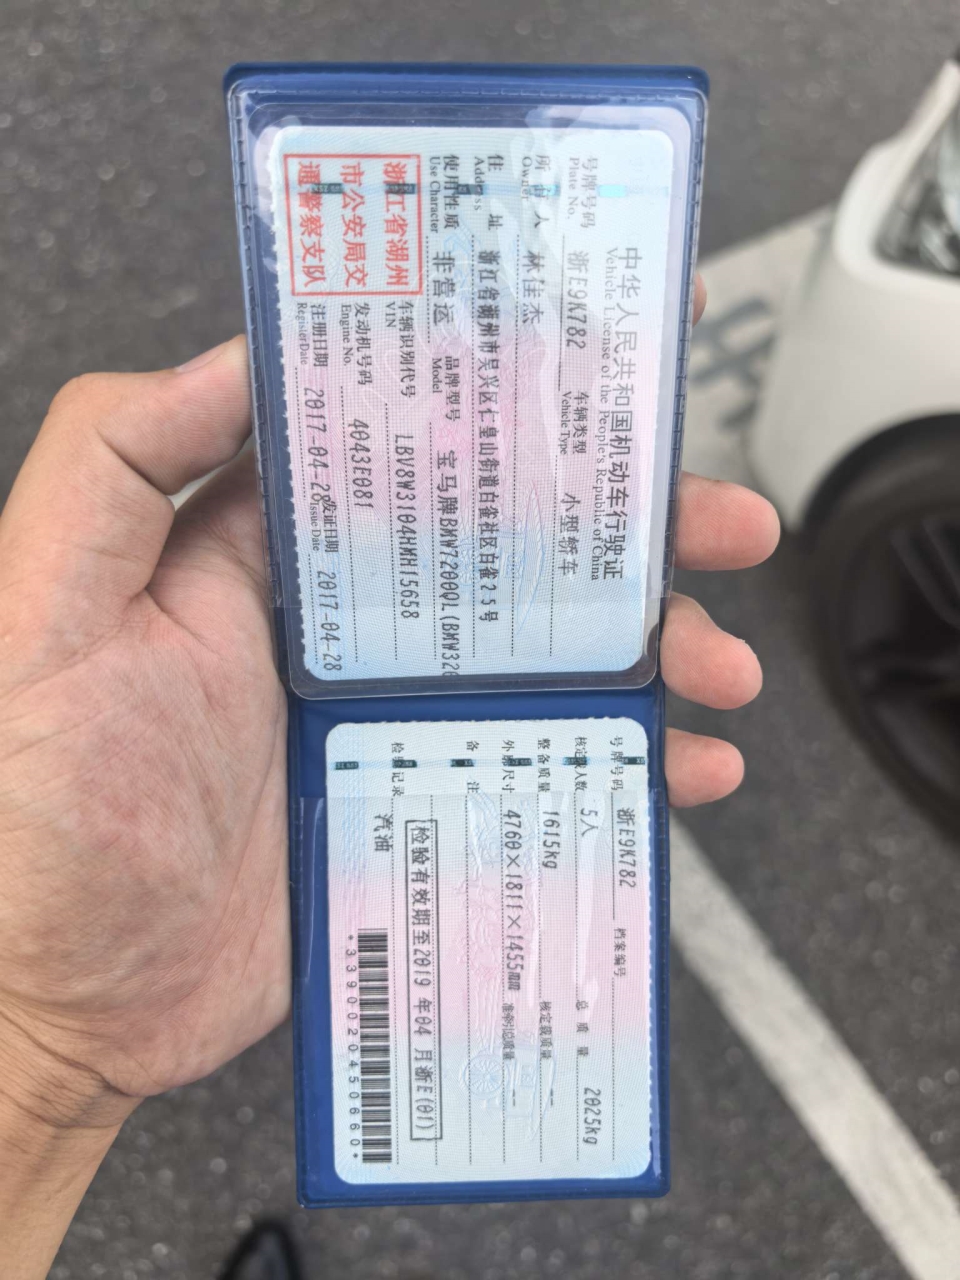 中华人民共和国机动车行驶证
Vehicle License of the People's Republic of China
号牌号码 浙E9K782 车辆类型 小型轿车
Plate No. Vehicle Type
所有人 林佳杰
Owner
住址 浙江省湖州市吴兴区仁皇山街道白雀社区白雀25号
Address
使用性质 非营运 品牌型号 宝马牌BMW7200QL(BMW320
Use Character Model
浙江省湖州
市公安局交
通警察支队
车辆识别代号 LBV8W3104HMH15658
VIN
发动机号码 4043E081
Engine No.
注册日期 2017-04-28 发证日期 2017-04-28
Register Date Issue Date
号牌号码 浙E9K782 档案编号
核定载人数 5人 总质量 2025kg
整备质量 1615kg 核定载质量 --
外廓尺寸 4760×1811×1455mm 准牵引总质量 --
备注
检验有效期至2019年04月浙E(01)
检验记录
汽油
*3390020450660*